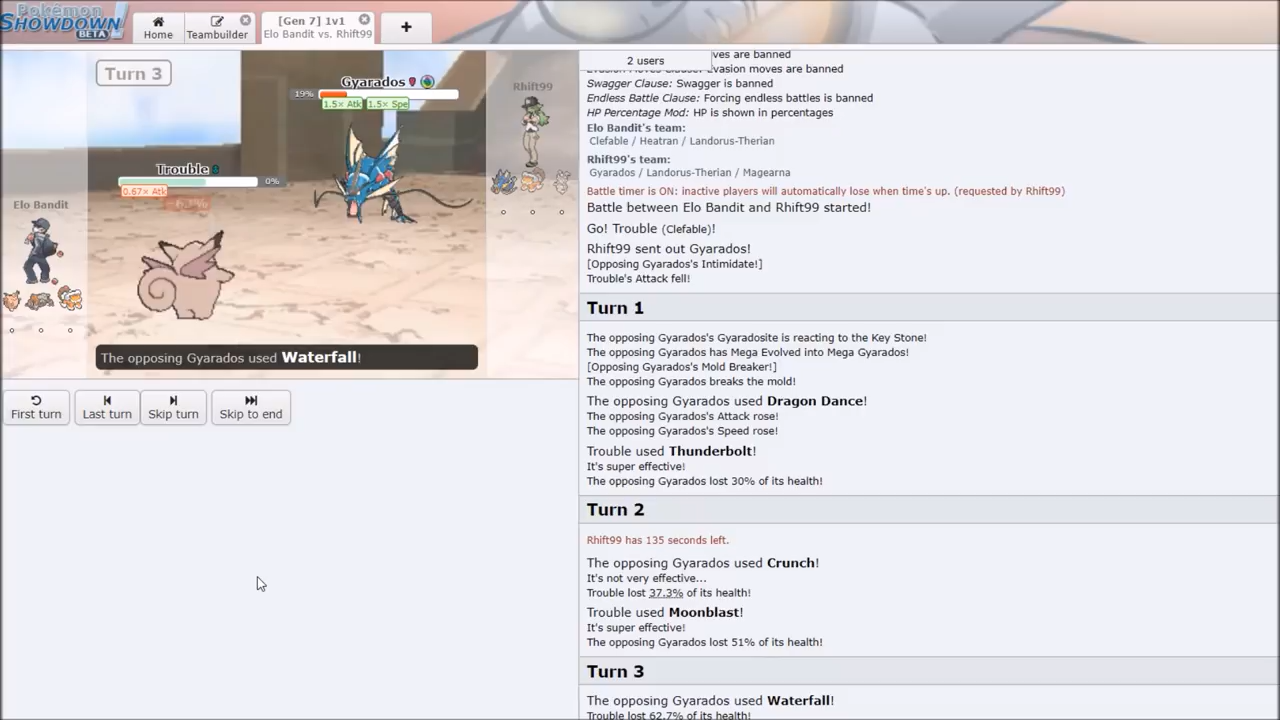 Pokémon
SHOWDOWN!
BETA
Home
Teambuilder
[Gen 7] 1v1
Elo Bandit vs. Rhift99
+
Turn 3
Gyarados
19%
1.5× Atk 1.5× Spe
Rhift99
Trouble
0%
0.67× Atk
Elo Bandit
The opposing Gyarados used Waterfall!
First turn
Last turn
Skip turn
Skip to end
2 users
ves are banned
Evasion Moves Clause: Evasion moves are banned
Swagger Clause: Swagger is banned
Endless Battle Clause: Forcing endless battles is banned
HP Percentage Mod: HP is shown in percentages
Elo Bandit's team:
Clefable / Heatran / Landorus-Therian
Rhift99's team:
Gyarados / Landorus-Therian / Magearna
Battle timer is ON: inactive players will automatically lose when time's up. (requested by Rhift99)
Battle between Elo Bandit and Rhift99 started!
Go! Trouble (Clefable)!
Rhift99 sent out Gyarados!
[Opposing Gyarados's Intimidate!]
Trouble's Attack fell!
Turn 1
The opposing Gyarados's Gyaradosite is reacting to the Key Stone!
The opposing Gyarados has Mega Evolved into Mega Gyarados!
[Opposing Gyarados's Mold Breaker!]
The opposing Gyarados breaks the mold!
The opposing Gyarados used Dragon Dance!
The opposing Gyarados's Attack rose!
The opposing Gyarados's Speed rose!
Trouble used Thunderbolt!
It's super effective!
The opposing Gyarados lost 30% of its health!
Turn 2
Rhift99 has 135 seconds left.
The opposing Gyarados used Crunch!
It's not very effective...
Trouble lost 37.3% of its health!
Trouble used Moonblast!
It's super effective!
The opposing Gyarados lost 51% of its health!
Turn 3
The opposing Gyarados used Waterfall!
Trouble lost 62.7% of its health!